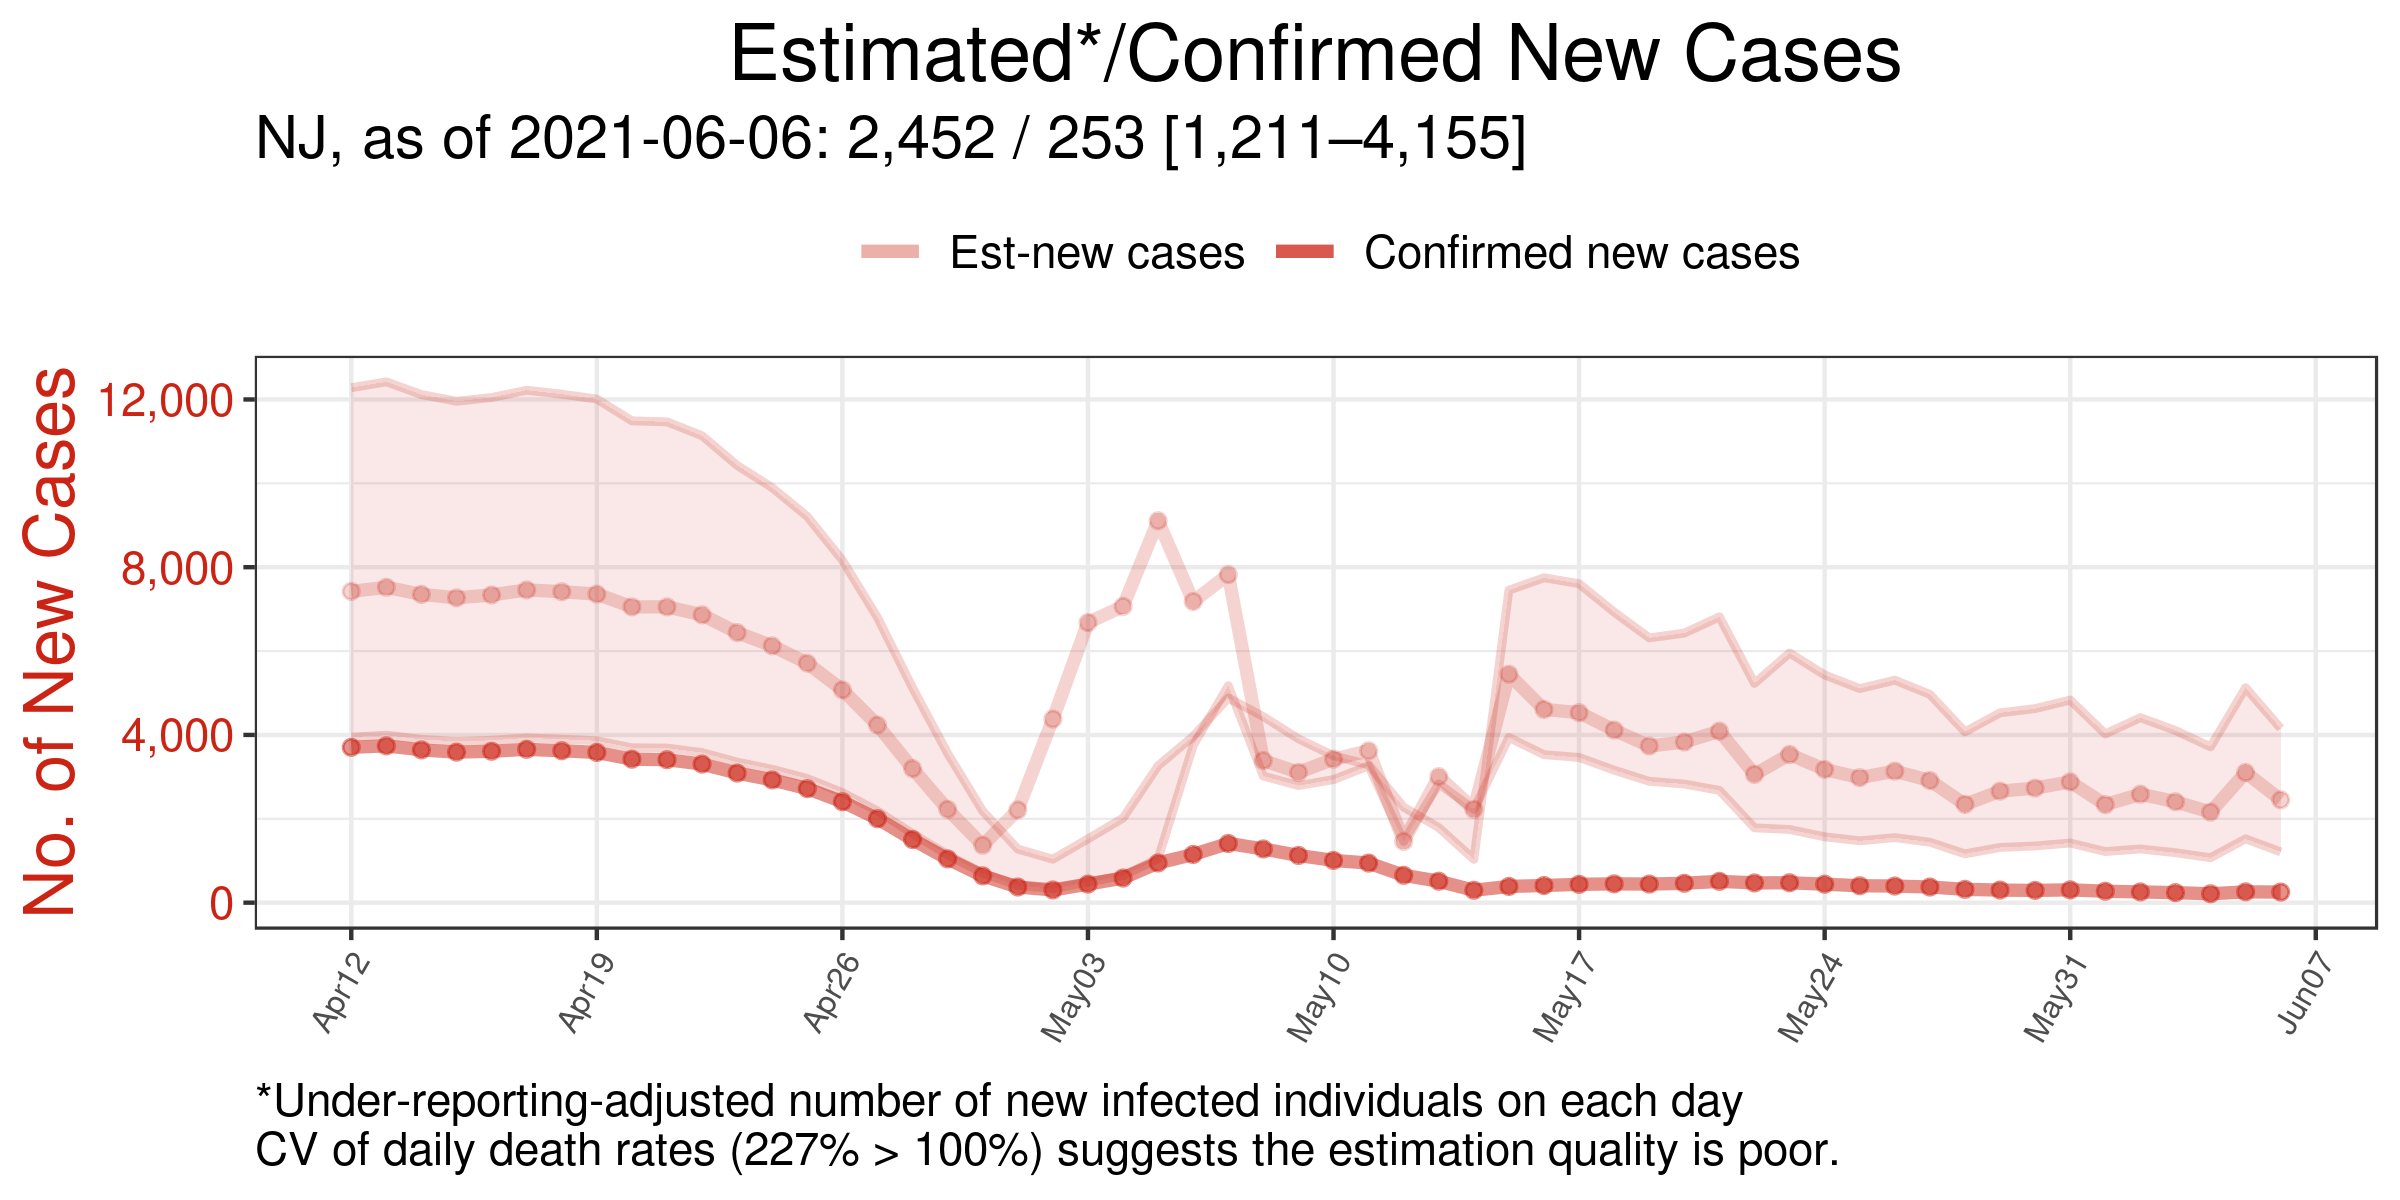 Estimated*/Confirmed New Cases
NJ, as of 2021-06-06: 2,452 / 253 [1,211–4,155]
Est-new cases
Confirmed new cases
No. of New Cases
12,000
8,000
4,000
0
Apr12
Apr19
Apr26
May03
May10
May17
May24
May31
Jun07
*Under-reporting-adjusted number of new infected individuals on each day
CV of daily death rates (227% > 100%) suggests the estimation quality is poor.